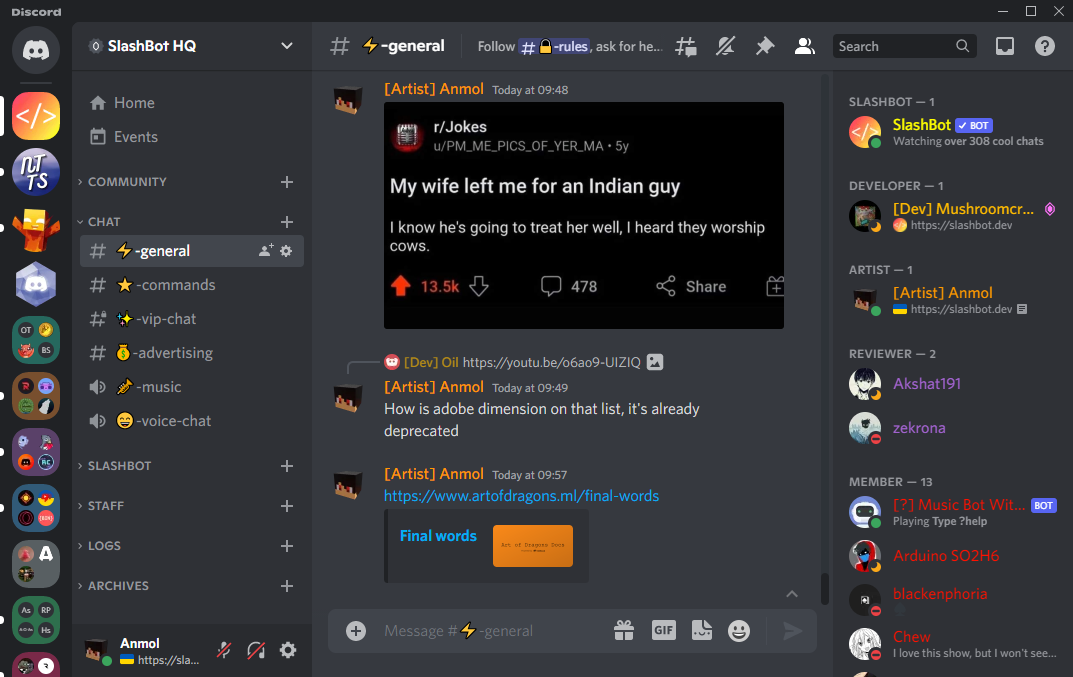 Discord
SlashBot HQ
Home
Events
COMMUNITY
CHAT
-general
-commands
-vip-chat
-advertising
-music
-voice-chat
SLASHBOT
STAFF
LOGS
ARCHIVES
Anmol
https://sla...
-general
Follow # -rules, ask for he...
Search
[Artist] Anmol Today at 09:48
r/Jokes
u/PM_ME_PICS_OF_YER_MA • 5y
My wife left me for an Indian guy
I know he's going to treat her well, I heard they worship
cows.
13.5k 478 Share
[Dev] Oil https://youtu.be/o6ao9-UIZIQ
[Artist] Anmol Today at 09:49
How is adobe dimension on that list, it's already
deprecated
[Artist] Anmol Today at 09:57
https://www.artofdragons.ml/final-words
Final words
Art of Dragons Devs
Message # -general
GIF
SLASHBOT — 1
SlashBot ✓ BOT
Watching over 308 cool chats
DEVELOPER — 1
[Dev] Mushroomcr...
https://slashbot.dev
ARTIST — 1
[Artist] Anmol
https://slashbot.dev
REVIEWER — 2
Akshat191
zekrona
MEMBER — 13
[?] Music Bot Wit... BOT
Playing Type ?help
Arduino SO2H6
blackenphoria
Chew
I love this show, but I won't see...